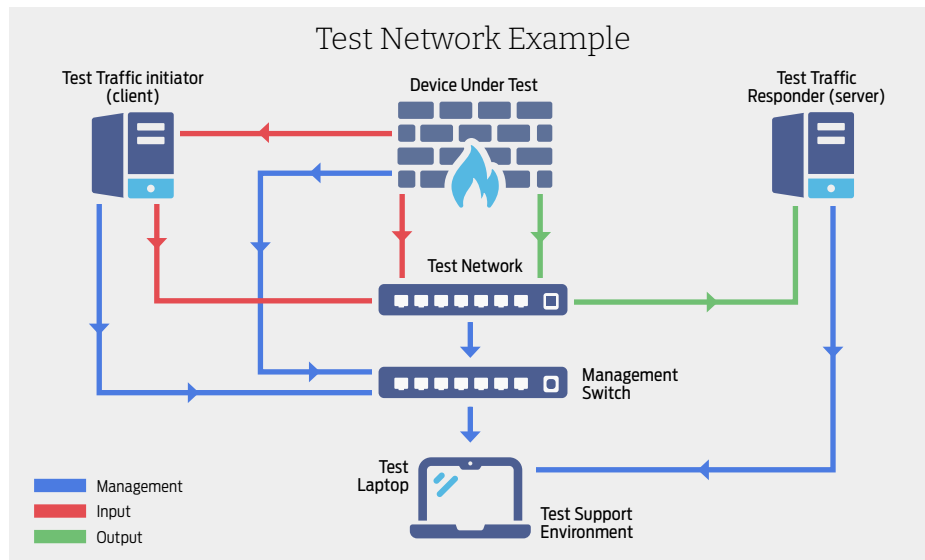 Test Network Example
Test Traffic initiator
(client)
Device Under Test
Test Traffic
Responder (server)
Test Network
Management
Switch
Test
Laptop
Test Support
Environment
Management
Input
Output